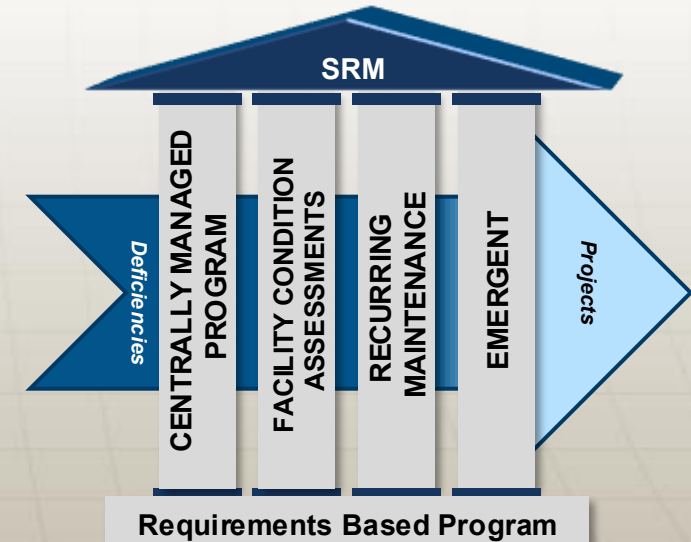 SRM
Deficiencies
CENTRALLY MANAGED
PROGRAM
FACILITY CONDITION
ASSESSMENTS
RECURRING
MAINTENANCE
EMERGENT
Projects
Requirements Based Program